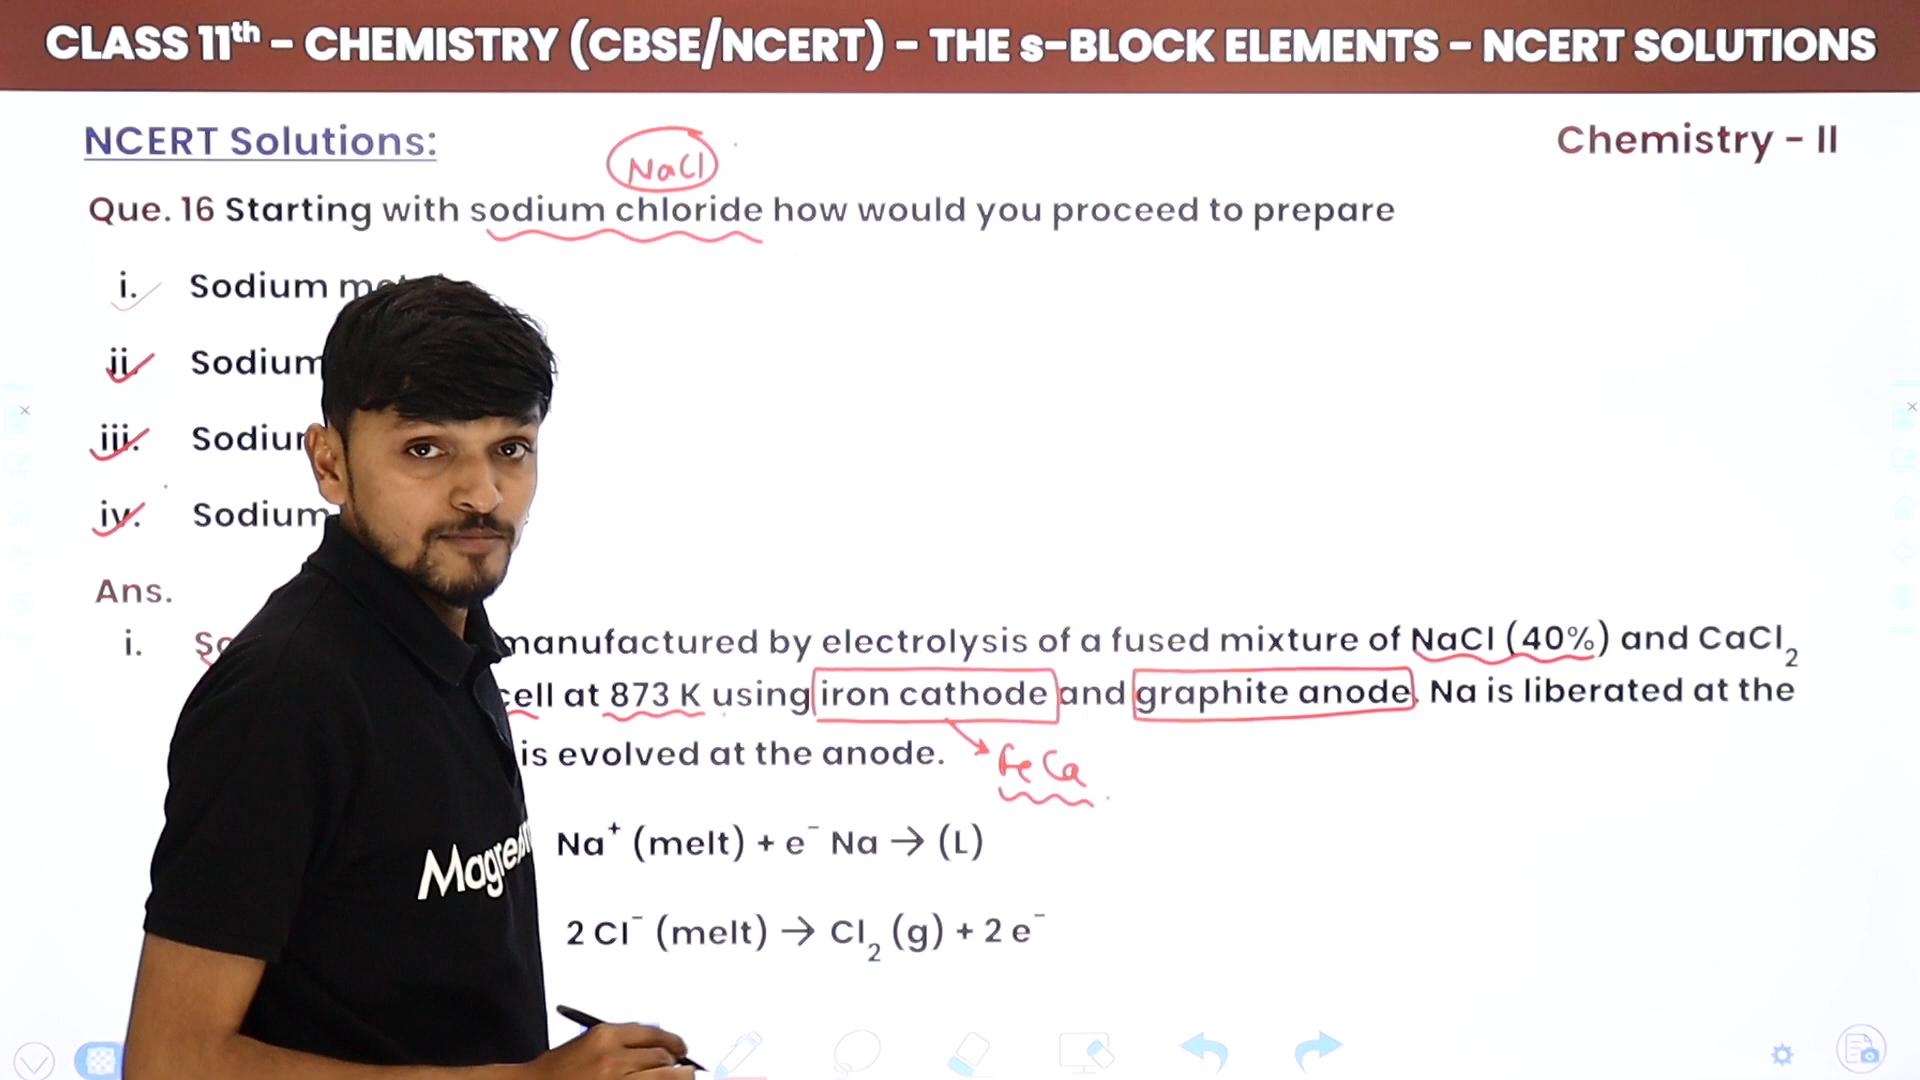 CLASS 11th – CHEMISTRY (CBSE/NCERT) – THE s-BLOCK ELEMENTS – NCERT SOLUTIONS
NCERT Solutions:
Chemistry - II
NaCl
Que. 16 Starting with sodium chloride how would you proceed to prepare
i. Sodium
ii. Sodium
iii.
iv. Sodium
Ans.
i. manufactured by electrolysis of a fused mixture of NaCl (40%) and CaCl₂
cell at 873 K using iron cathode and graphite anode. Na is liberated at the
is evolved at the anode.
Fe Ca
Na⁺ (melt) + e⁻ Na → (L)
2 Cl⁻ (melt) → Cl₂ (g) + 2 e⁻